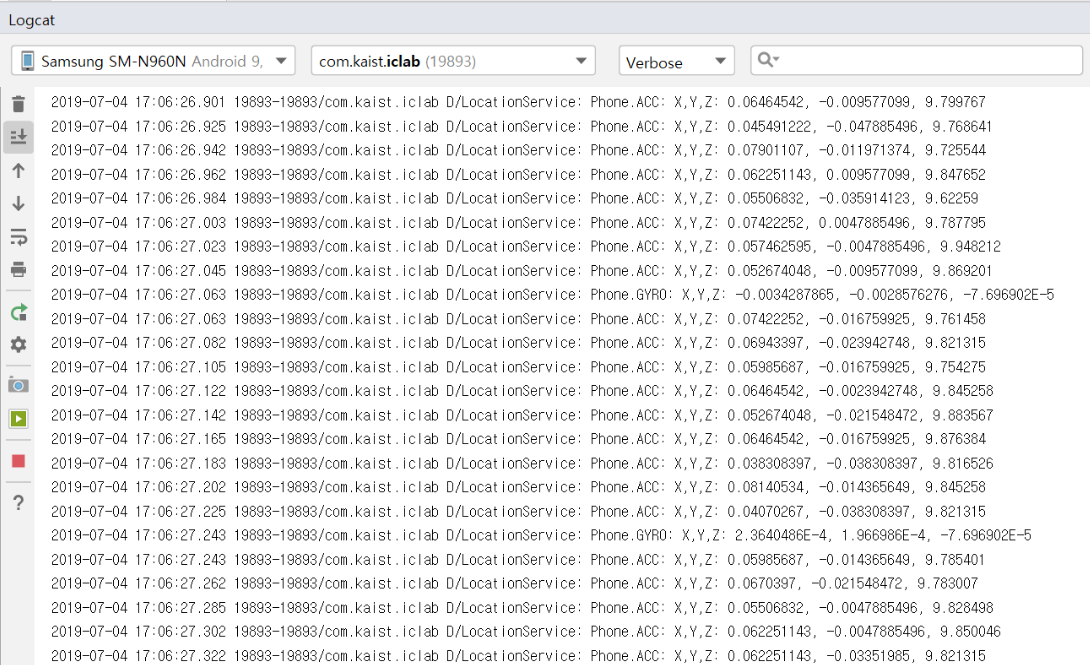 Logcat
Samsung SM-N960N Android 9, com.kaist.iclab (19893) Verbose
2019-07-04 17:06:26.901 19893-19893/com.kaist.iclab D/LocationService: Phone.ACC: X,Y,Z: 0.06464542, -0.009577099, 9.799767
2019-07-04 17:06:26.925 19893-19893/com.kaist.iclab D/LocationService: Phone.ACC: X,Y,Z: 0.045491222, -0.047885496, 9.768641
2019-07-04 17:06:26.942 19893-19893/com.kaist.iclab D/LocationService: Phone.ACC: X,Y,Z: 0.07901107, -0.011971374, 9.725544
2019-07-04 17:06:26.962 19893-19893/com.kaist.iclab D/LocationService: Phone.ACC: X,Y,Z: 0.062251143, 0.009577099, 9.847652
2019-07-04 17:06:26.984 19893-19893/com.kaist.iclab D/LocationService: Phone.ACC: X,Y,Z: 0.05506832, -0.035914123, 9.62259
2019-07-04 17:06:27.003 19893-19893/com.kaist.iclab D/LocationService: Phone.ACC: X,Y,Z: 0.07422252, 0.0047885496, 9.787795
2019-07-04 17:06:27.023 19893-19893/com.kaist.iclab D/LocationService: Phone.ACC: X,Y,Z: 0.057462595, -0.0047885496, 9.948212
2019-07-04 17:06:27.045 19893-19893/com.kaist.iclab D/LocationService: Phone.ACC: X,Y,Z: 0.052674048, -0.009577099, 9.869201
2019-07-04 17:06:27.063 19893-19893/com.kaist.iclab D/LocationService: Phone.GYRO: X,Y,Z: -0.0034287865, -0.0028576276, -7.696902E-5
2019-07-04 17:06:27.063 19893-19893/com.kaist.iclab D/LocationService: Phone.ACC: X,Y,Z: 0.07422252, -0.016759925, 9.761458
2019-07-04 17:06:27.082 19893-19893/com.kaist.iclab D/LocationService: Phone.ACC: X,Y,Z: 0.06943397, -0.023942748, 9.821315
2019-07-04 17:06:27.105 19893-19893/com.kaist.iclab D/LocationService: Phone.ACC: X,Y,Z: 0.05985687, -0.016759925, 9.754275
2019-07-04 17:06:27.122 19893-19893/com.kaist.iclab D/LocationService: Phone.ACC: X,Y,Z: 0.06464542, -0.0023942748, 9.845258
2019-07-04 17:06:27.142 19893-19893/com.kaist.iclab D/LocationService: Phone.ACC: X,Y,Z: 0.052674048, -0.021548472, 9.883567
2019-07-04 17:06:27.165 19893-19893/com.kaist.iclab D/LocationService: Phone.ACC: X,Y,Z: 0.06464542, -0.016759925, 9.876384
2019-07-04 17:06:27.183 19893-19893/com.kaist.iclab D/LocationService: Phone.ACC: X,Y,Z: 0.038308397, -0.038308397, 9.816526
2019-07-04 17:06:27.202 19893-19893/com.kaist.iclab D/LocationService: Phone.ACC: X,Y,Z: 0.08140534, -0.014365649, 9.845258
2019-07-04 17:06:27.225 19893-19893/com.kaist.iclab D/LocationService: Phone.ACC: X,Y,Z: 0.04070267, -0.038308397, 9.821315
2019-07-04 17:06:27.243 19893-19893/com.kaist.iclab D/LocationService: Phone.GYRO: X,Y,Z: 2.3640486E-4, 1.966986E-4, -7.696902E-5
2019-07-04 17:06:27.243 19893-19893/com.kaist.iclab D/LocationService: Phone.ACC: X,Y,Z: 0.05985687, -0.014365649, 9.785401
2019-07-04 17:06:27.262 19893-19893/com.kaist.iclab D/LocationService: Phone.ACC: X,Y,Z: 0.0670397, -0.021548472, 9.783007
2019-07-04 17:06:27.285 19893-19893/com.kaist.iclab D/LocationService: Phone.ACC: X,Y,Z: 0.05506832, -0.0047885496, 9.828498
2019-07-04 17:06:27.302 19893-19893/com.kaist.iclab D/LocationService: Phone.ACC: X,Y,Z: 0.062251143, -0.0047885496, 9.850046
2019-07-04 17:06:27.322 19893-19893/com.kaist.iclab D/LocationService: Phone.ACC: X,Y,Z: 0.062251143, -0.03351985, 9.821315